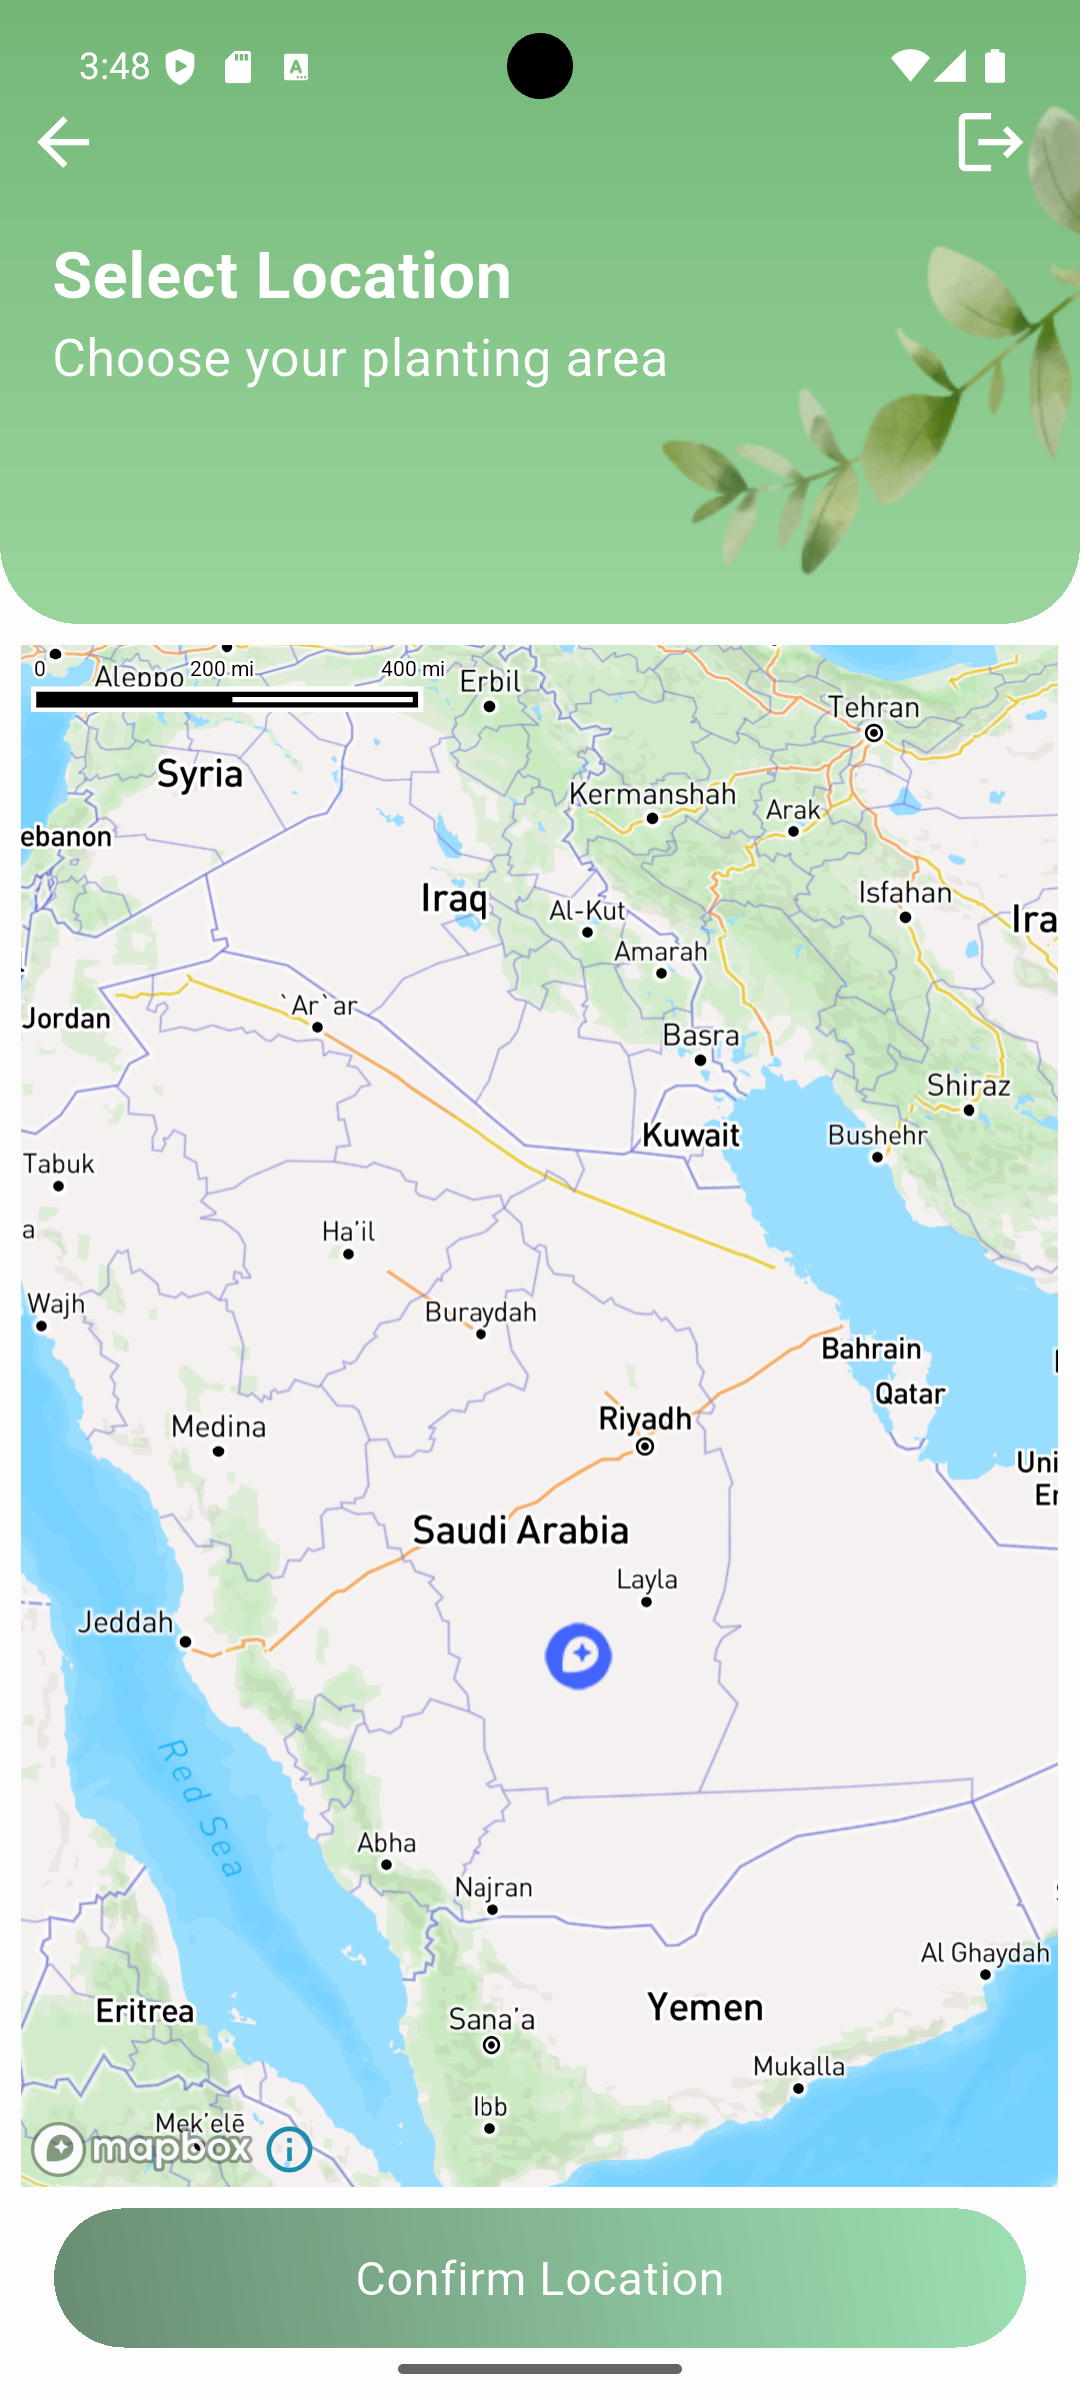 3:48
Select Location
Choose your planting area
0 200 mi 400 mi
Aleppo
Erbil
Tehran
Syria
Kermanshah
Arak
ebanon
Iraq
Al-Kut
Isfahan
Ira
Amarah
`Ar`ar
Jordan
Basra
Shiraz
Kuwait
Bushehr
Tabuk
a
Ha'il
Wajh
Buraydah
Bahrain
Qatar
Riyadh
Medina
Uni
Er
Saudi Arabia
Layla
Jeddah
Red Sea
Abha
Najran
Al Ghaydah
Eritrea
Yemen
Sana'a
Mukalla
Ibb
Mek'elē
mapbox
Confirm Location